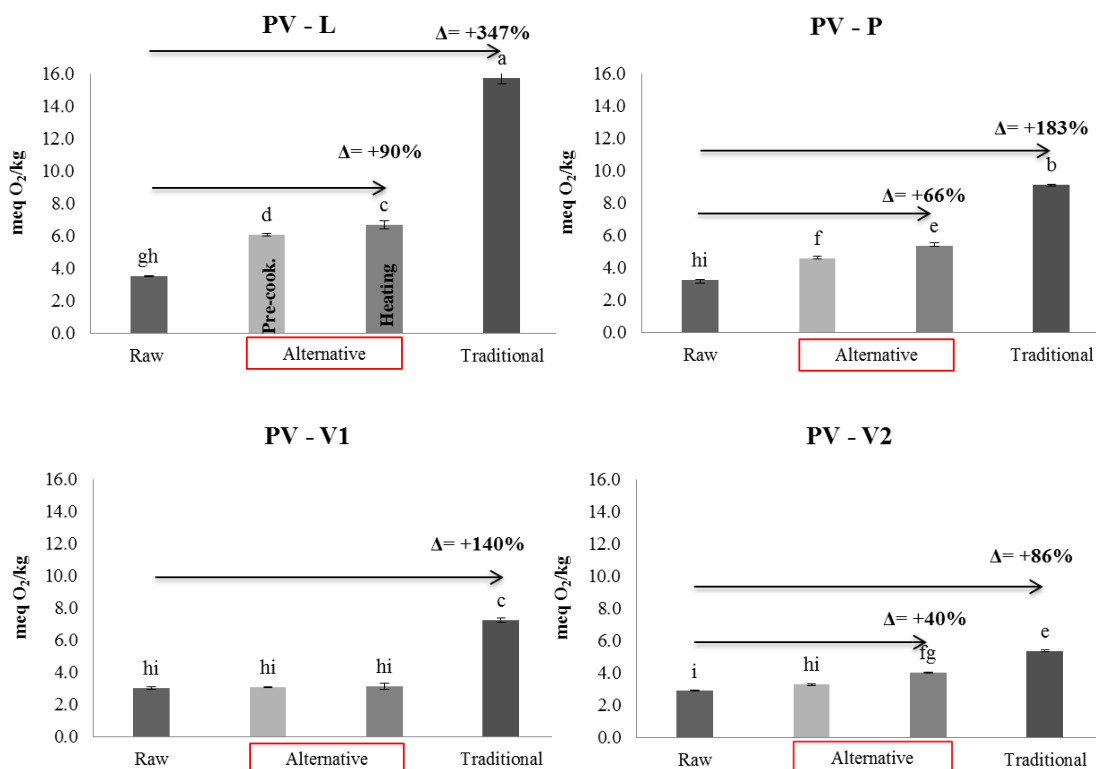 PV - L
Δ= +347%
a
16.0
14.0
12.0
10.0
8.0
6.0
4.0
2.0
0.0
meq O₂/kg
Δ= +90%
gh
d
c
Pre-cook.
Heating
Raw
Alternative
Traditional
PV - P
Δ= +183%
b
16.0
14.0
12.0
10.0
8.0
6.0
4.0
2.0
0.0
meq O₂/kg
Δ= +66%
hi
f
e
Raw
Alternative
Traditional
PV - V1
16.0
14.0
12.0
10.0
8.0
6.0
4.0
2.0
0.0
meq O₂/kg
Δ= +140%
hi
hi
hi
c
Raw
Alternative
Traditional
PV - V2
16.0
14.0
12.0
10.0
8.0
6.0
4.0
2.0
0.0
meq O₂/kg
Δ= +86%
Δ= +40%
i
hi
fg
e
Raw
Alternative
Traditional